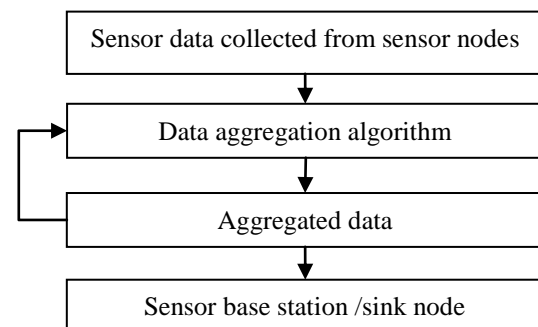 Sensor data collected from sensor nodes
Data aggregation algorithm
Aggregated data
Sensor base station /sink node